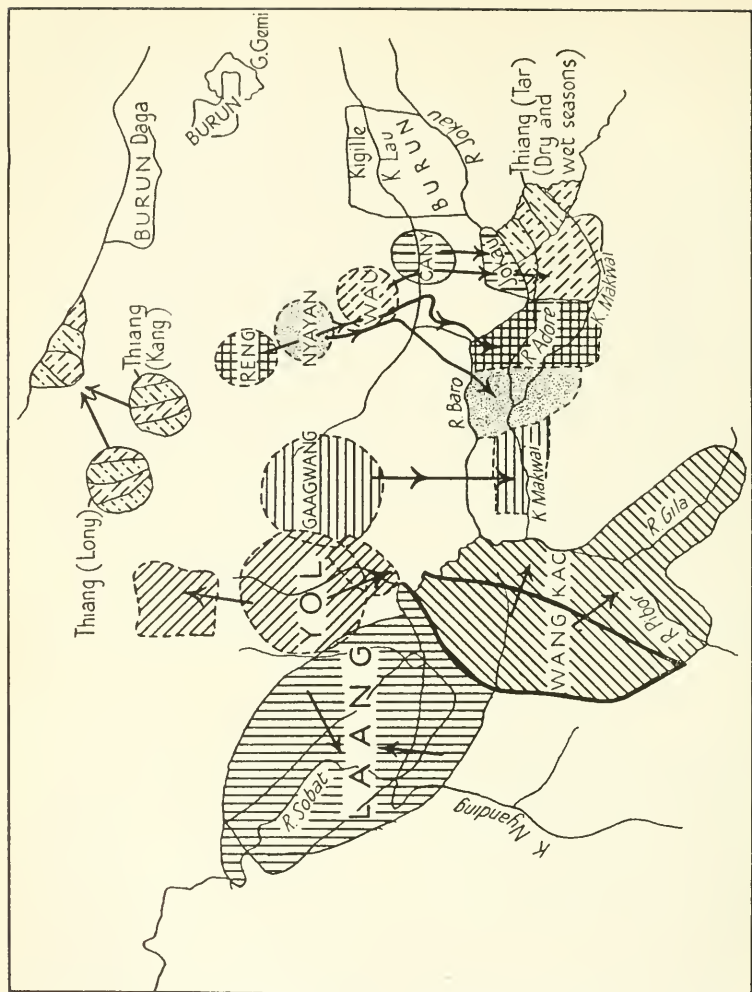 BURUN Daga
BURUN
G. Gemi
Thiang
(Kang)
Thiang (Lony)
Kigille
K Lau
BURUN
R Jokau
Thiang (Tar)
(Dry and
wet seasons)
RENG
NYAYAN
WAU
CANY
JOKAU
R Adore
K. Makwal
R. Baro
GAAGWANG
K Makwal
YOL
LAANG
R. Sobat
WANG KAC
R. Pibor
R. Gila
K Nyanding